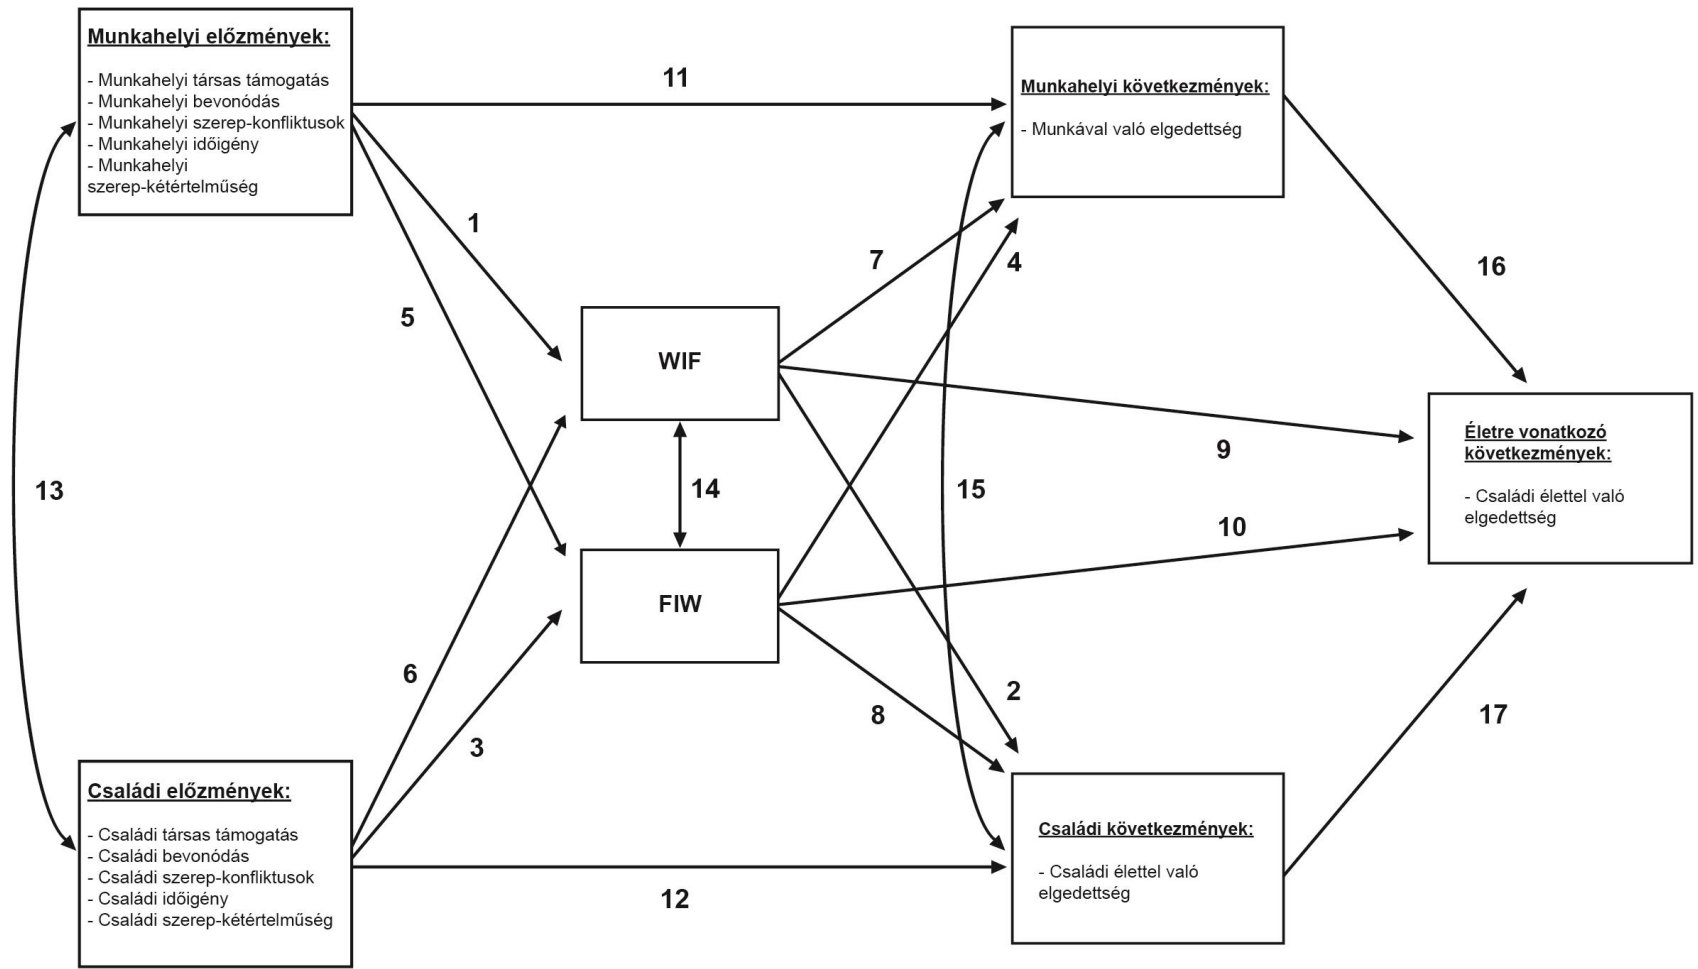 Munkahelyi előzmények:
- Munkahelyi társas támogatás
- Munkahelyi bevonódás
- Munkahelyi szerep-konfliktusok
- Munkahelyi időigény
- Munkahelyi
szerep-kétértelműség
11
Munkahelyi következmények:
- Munkával való elgedettség
1
5
7
4
16
WIF
Életre vonatkozó
következmények:
- Családi élettel való
elgedettség
9
13
14
15
10
FIW
6
3
8
2
17
Családi előzmények:
- Családi társas támogatás
- Családi bevonódás
- Családi szerep-konfliktusok
- Családi időigény
- Családi szerep-kétértelműség
12
Családi következmények:
- Családi élettel való
elgedettség